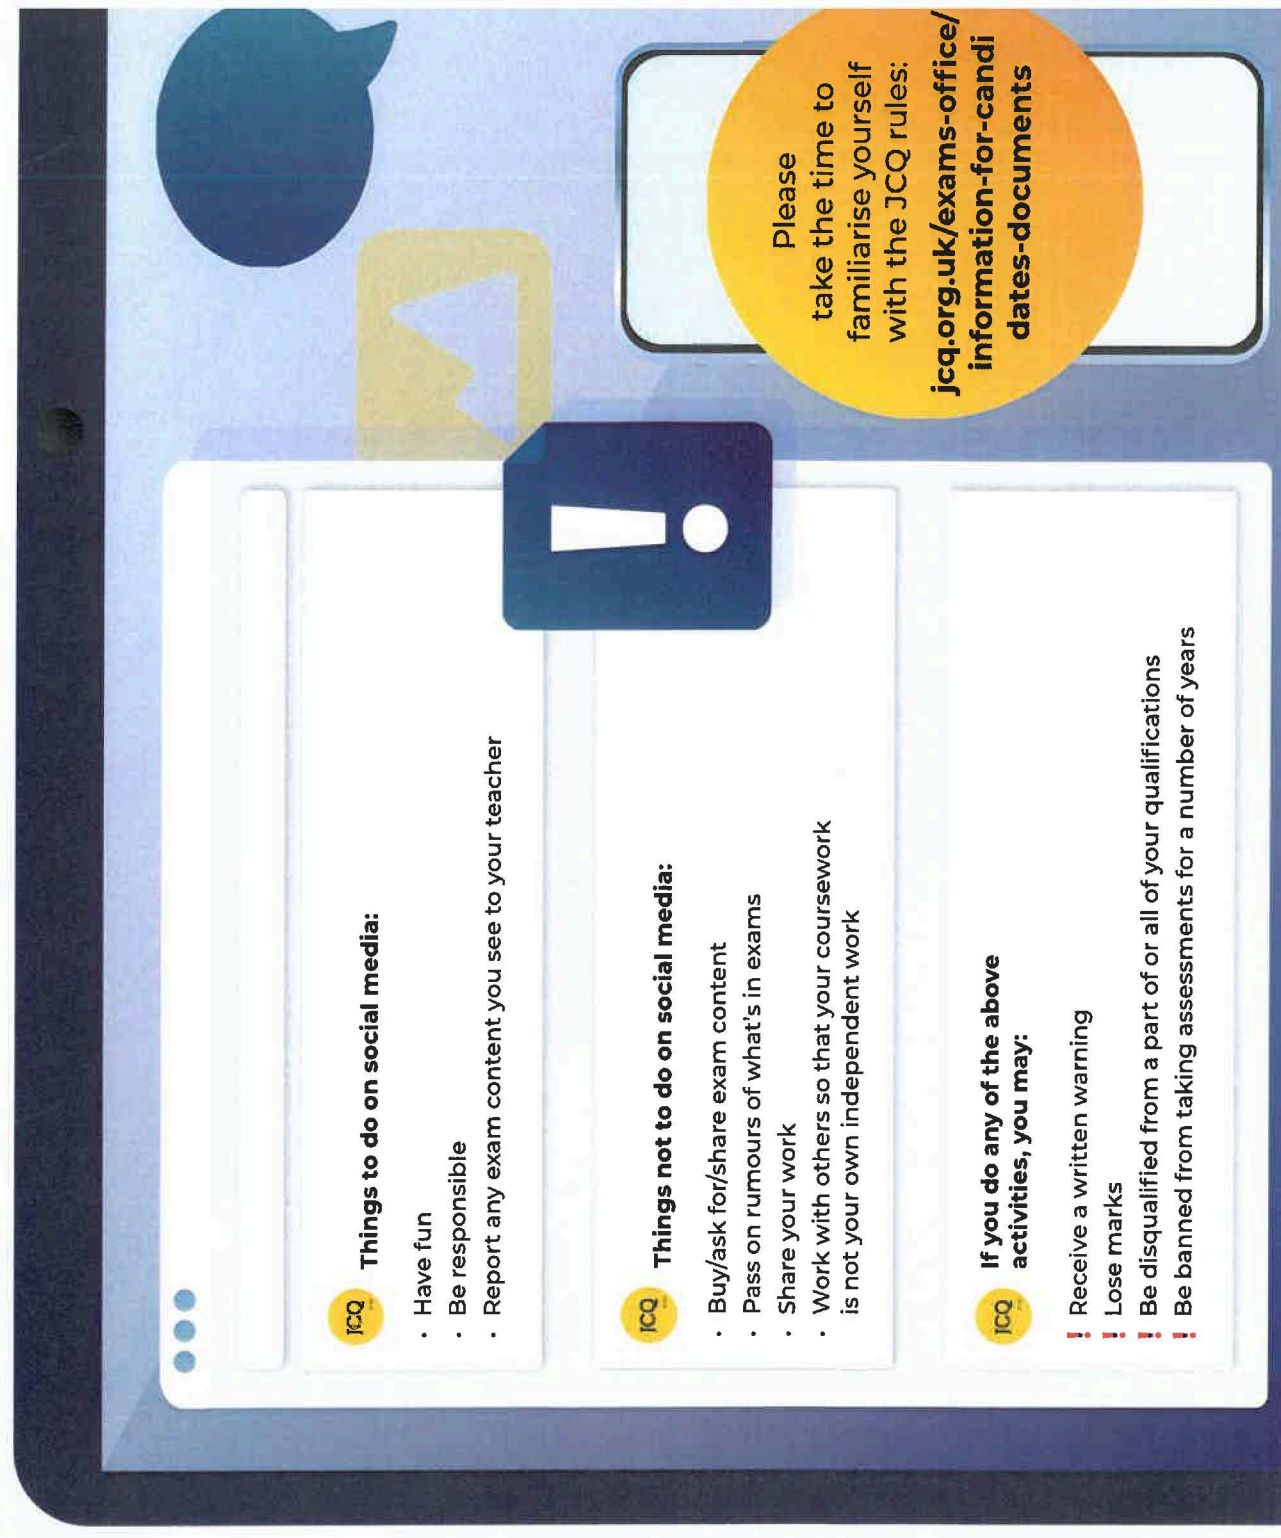 JCQ
Things to do on social media:
· Have fun
· Be responsible
· Report any exam content you see to your teacher
JCQ
Things not to do on social media:
· Buy/ask for/share exam content
· Pass on rumours of what's in exams
· Share your work
· Work with others so that your coursework
is not your own independent work
JCQ
If you do any of the above
activities, you may:
! Receive a written warning
! Lose marks
! Be disqualified from a part of or all of your qualifications
! Be banned from taking assessments for a number of years
!
Please
take the time to
familiarise yourself
with the JCQ rules:
jcq.org.uk/exams-office/
information-for-candi
dates-documents